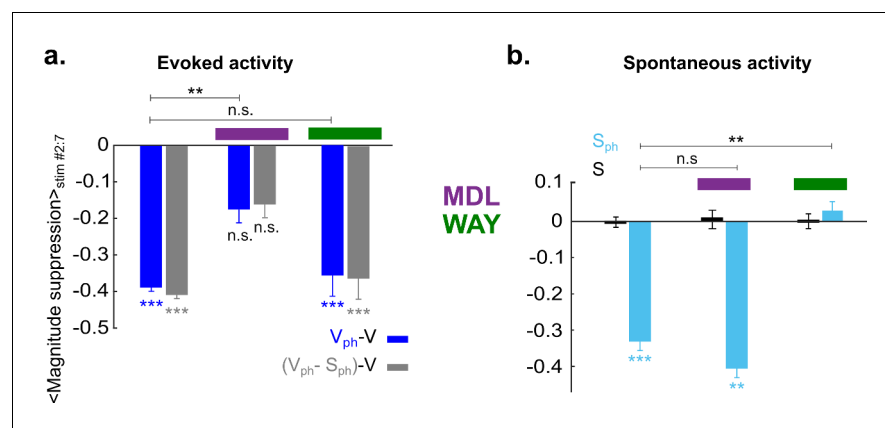 a.
Evoked activity
**
n.s.
0
-0.1
-0.2
-0.3
-0.4
-0.5
<Magnitude suppression>stim #2:7
n.s.
n.s.
***
***
***
***
Vph-V
(Vph- Sph)-V
MDL
WAY
b.
Spontaneous activity
**
Sph
n.s
S
0.1
0
-0.1
-0.2
-0.3
-0.4
***
**